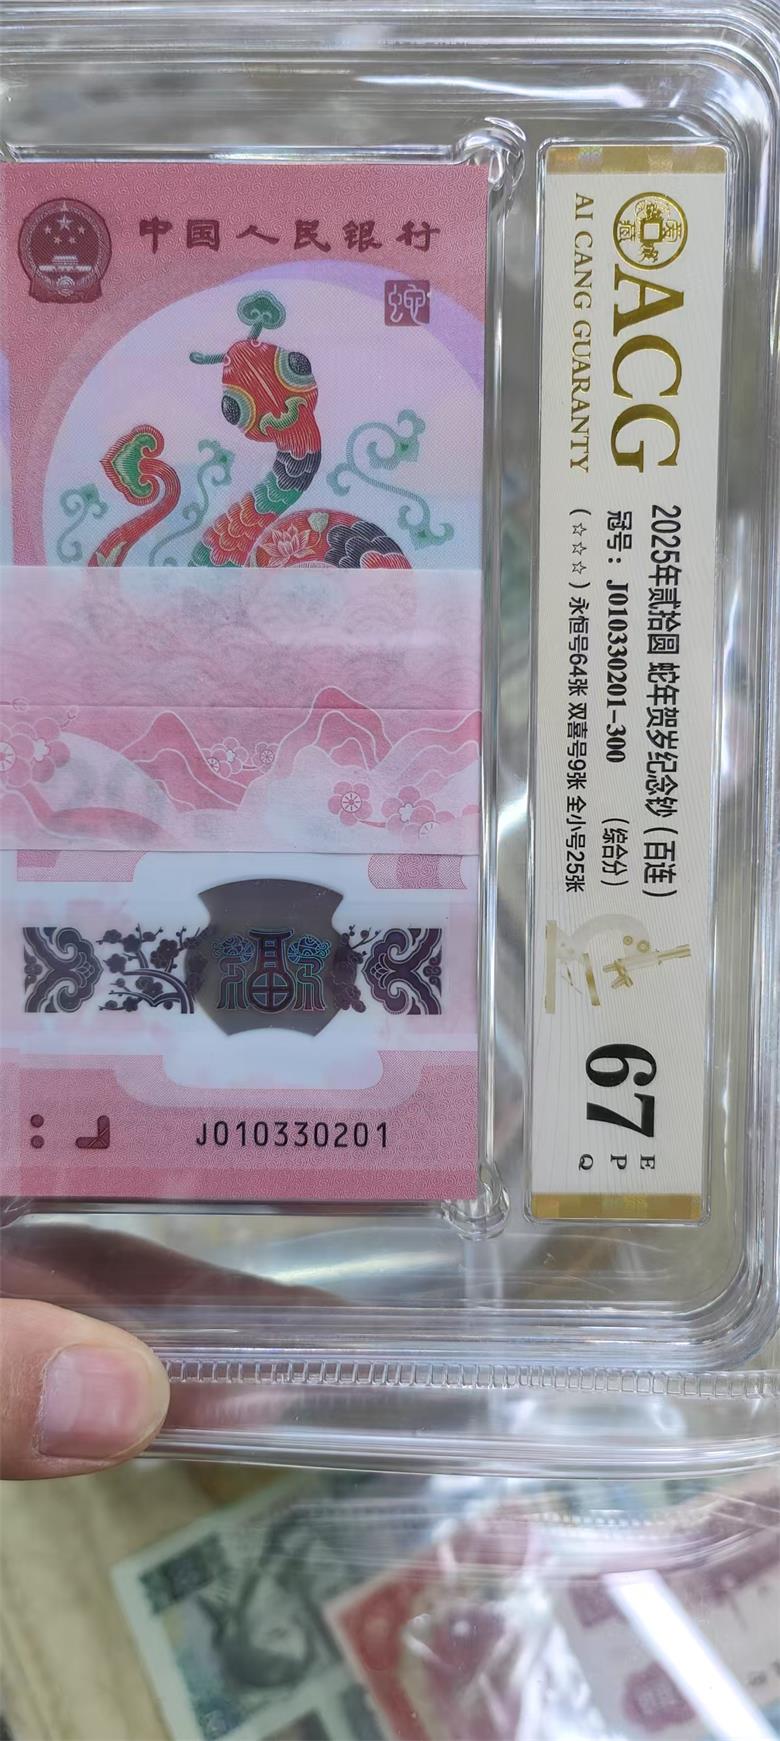 中国人民银行
蛇
福
J010330201
ACG
AI CANG GUARANTY
2025年贰拾圆 蛇年贺岁纪念钞（百连）
冠号：J010330201-300 （综合分）
（☆☆☆）永恒号64张 双喜号9张 全小号25张
67
E
P
Q